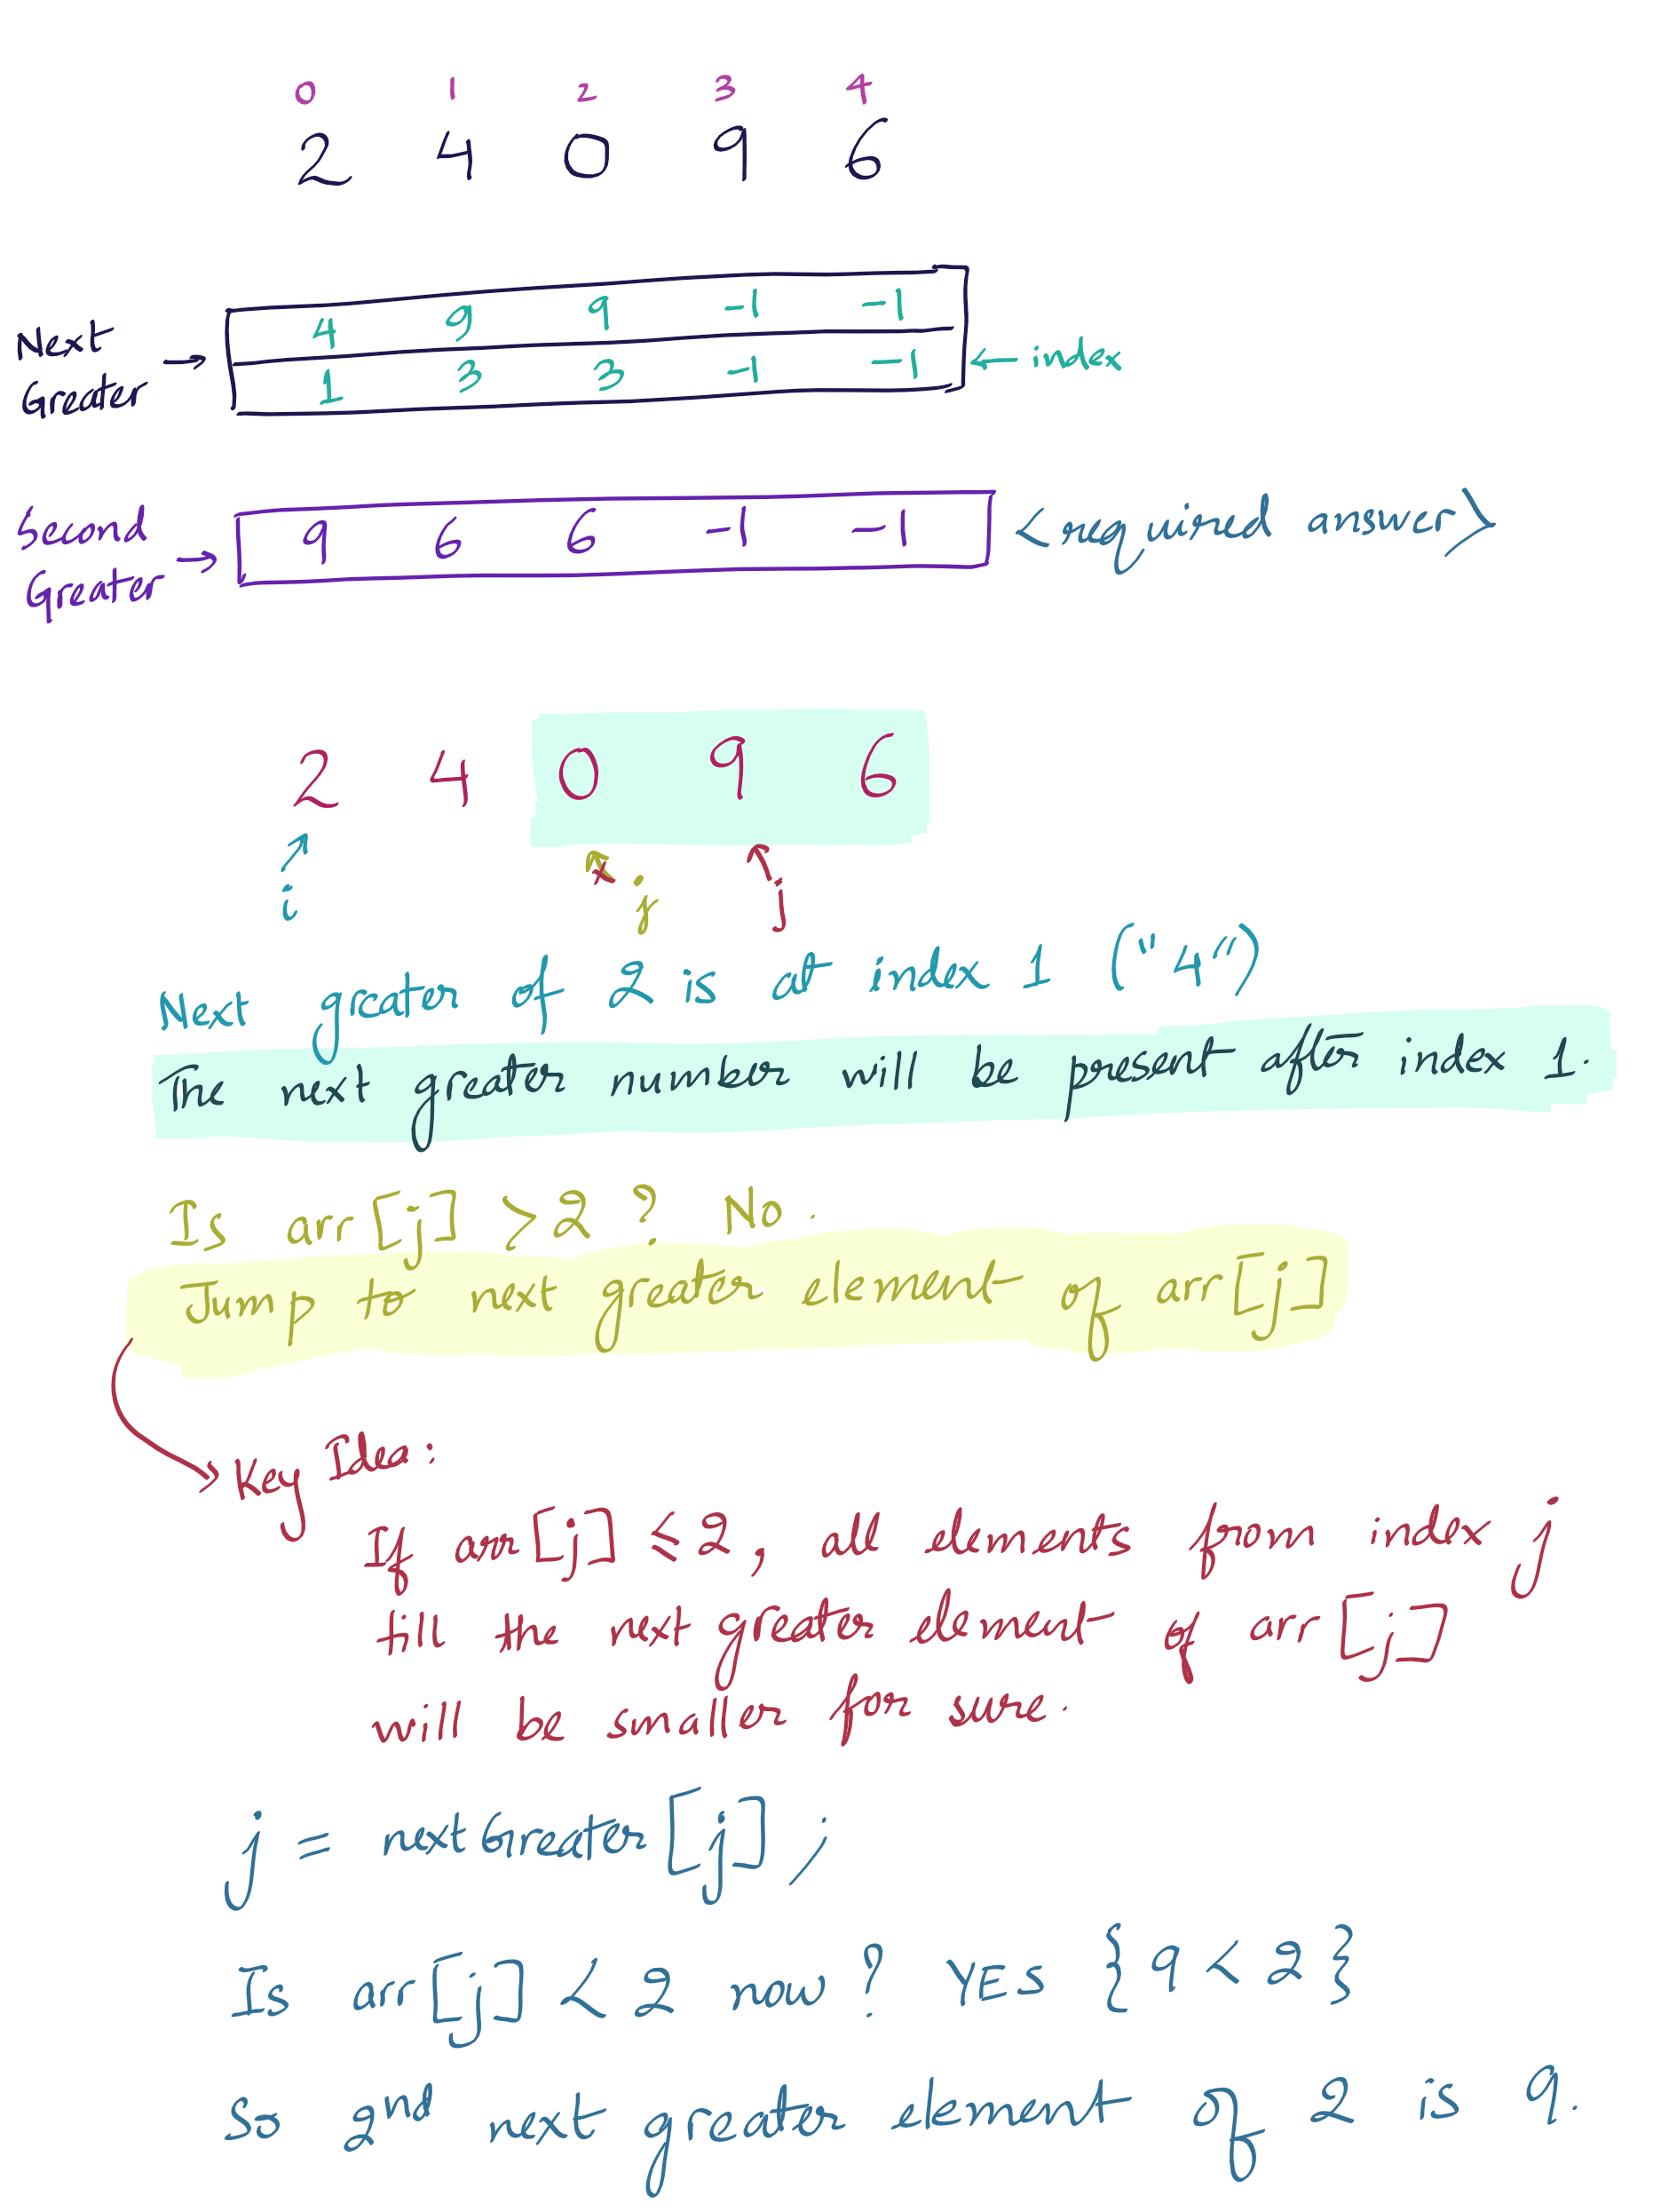 0 1 2 3 4
2 4 0 9 6
Next
Greater →
4 9 9 -1 -1
1 3 3 -1 -1 ← index
Second
Greater →
9 6 6 -1 -1 <required answer>
2 4 0 9 6
i j j
Next greater of 2 is at index 1 ("4")
The next greater number will be present after index 1.
Is arr[j] > 2 ? No.
Jump to next greater element of arr[j]
Key Idea:
If arr[j] ≤ 2, all elements from index j
till the next greater element of arr[j]
will be smaller for sure.
j = nextGreater[j];
Is arr[j] < 2 now? YES {9 < 2}
So 2nd next greater element of 2 is 9.